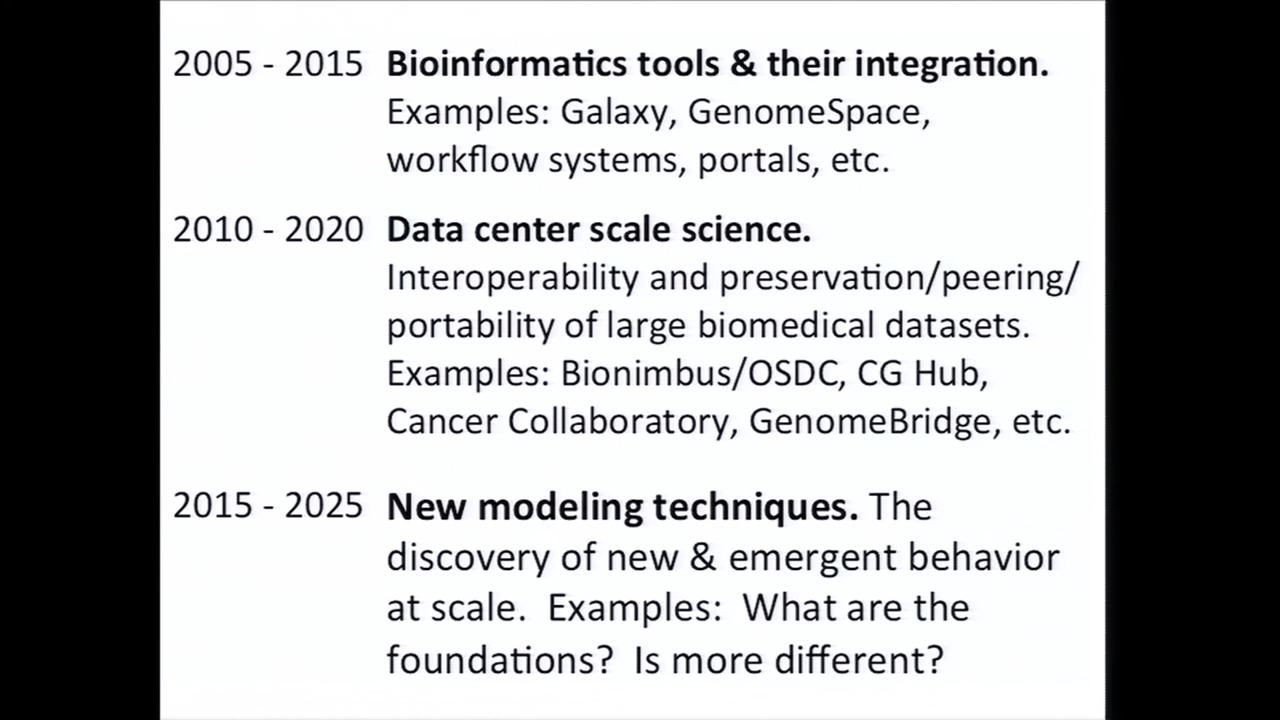 2005 - 2015 Bioinformatics tools & their integration.
Examples: Galaxy, GenomeSpace,
workflow systems, portals, etc.
2010 - 2020 Data center scale science.
Interoperability and preservation/peering/
portability of large biomedical datasets.
Examples: Bionimbus/OSDC, CG Hub,
Cancer Collaboratory, GenomeBridge, etc.
2015 - 2025 New modeling techniques. The
discovery of new & emergent behavior
at scale. Examples: What are the
foundations? Is more different?